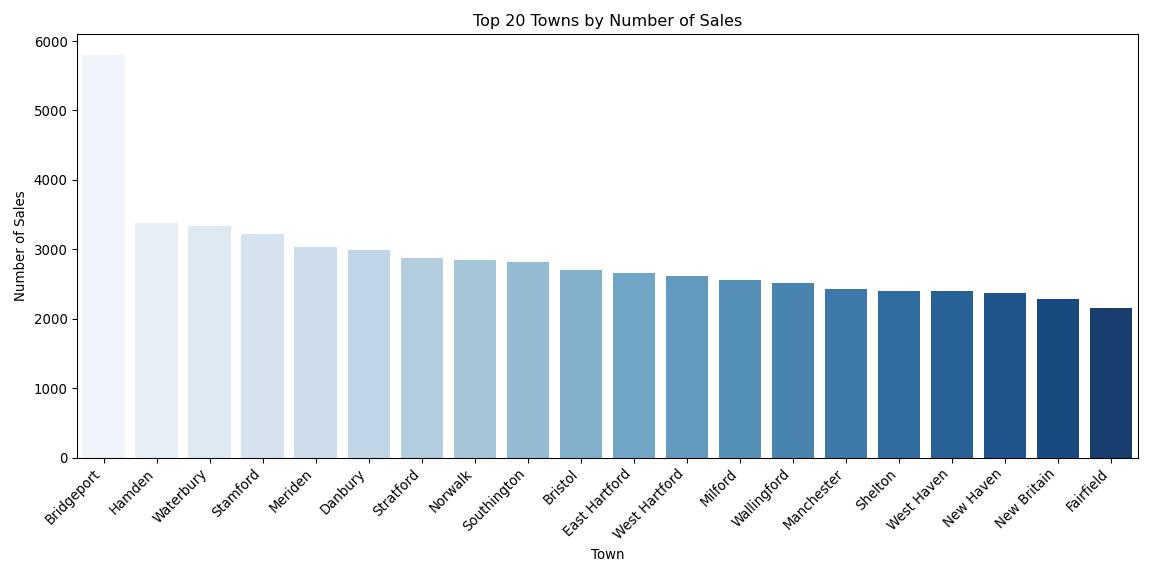 Top 20 Towns by Number of Sales
Number of Sales
6000
5000
4000
3000
2000
1000
0
Bridgeport
Hamden
Waterbury
Stamford
Meriden
Danbury
Stratford
Norwalk
Southington
Bristol
East Hartford
West Hartford
Milford
Wallingford
Manchester
Shelton
West Haven
New Haven
New Britain
Fairfield
Town